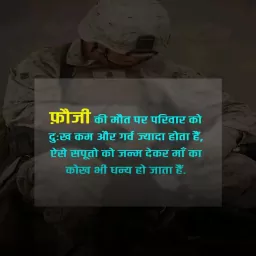 फ़ौजी की मौत पर परिवार को
दुःख कम और गर्व ज्यादा होता हैं,
ऐसे सपूतो को जन्म देकर माँ का
कोख भी धन्य हो जाता हैं.